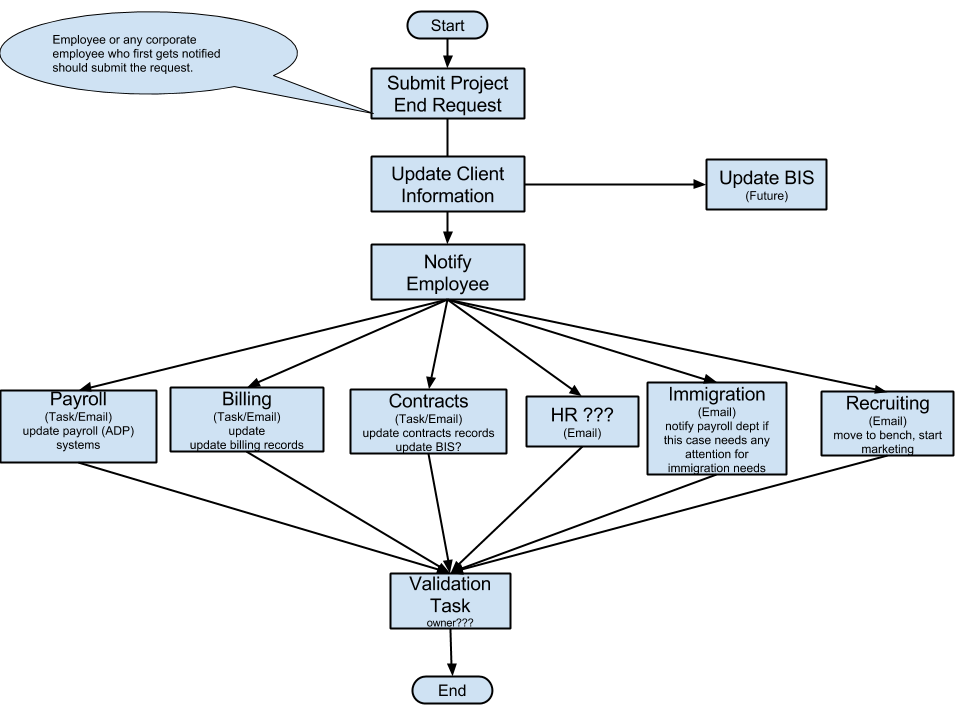 Start
Employee or any corporate
employee who first gets notified
should submit the request.
Submit Project
End Request
Update Client
Information
Update BIS
(Future)
Notify
Employee
Payroll
(Task/Email)
update payroll (ADP)
systems
Billing
(Task/Email)
update
update billing records
Contracts
(Task/Email)
update contracts records
update BIS?
HR ???
(Email)
Immigration
(Email)
notify payroll dept if
this case needs any
attention for
immigration needs
Recruiting
(Email)
move to bench, start
marketing
Validation
Task
owner???
End